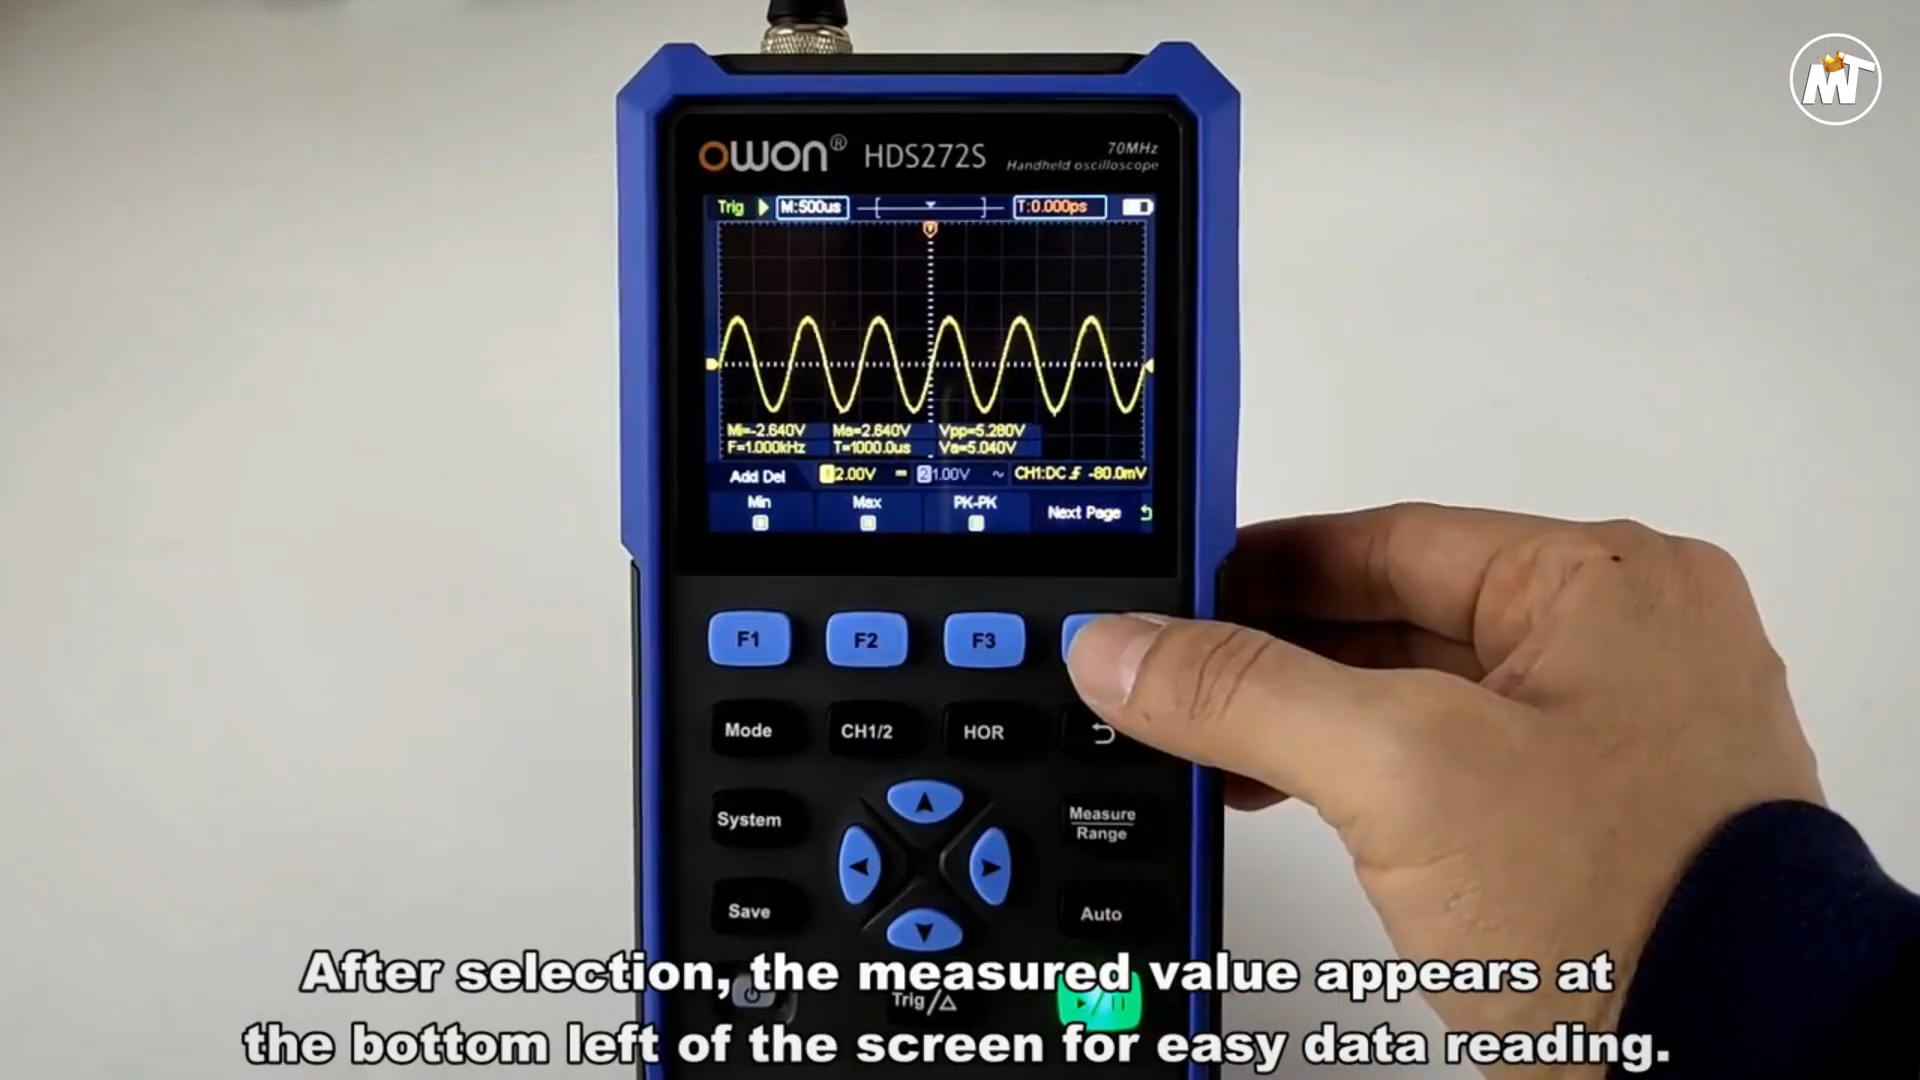 MT
owon® HDS272S 70MHz
Handheld oscilloscope
Trig M:500us T:0.000ps
Mi=-2.640V Ma=2.640V Vpp=5.280V
F=1.000kHz T=1000.0us Va=5.040V
Add Del 1 2.00V 2 1.00V ~ CH1:DC -80.0mV
Min Max PK-PK Next Page
F1 F2 F3
Mode CH1/2 HOR
System Measure
Range
Save Auto
Trig/△
After selection, the measured value appears at
the bottom left of the screen for easy data reading.